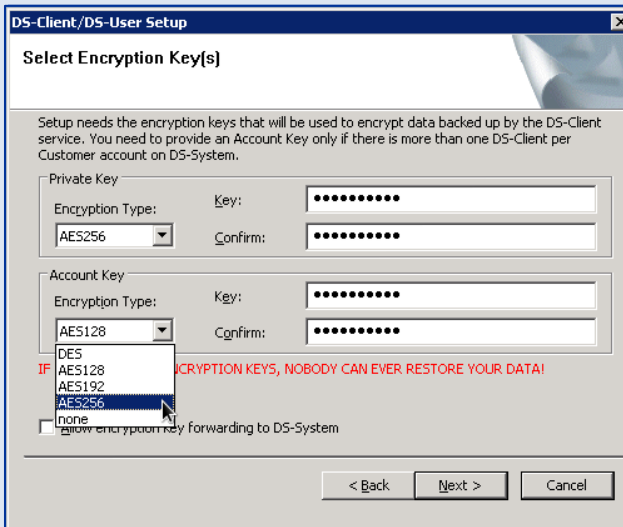 DS-Client/DS-User Setup
Select Encryption Key(s)
Setup needs the encryption keys that will be used to encrypt data backed up by the DS-Client
service. You need to provide an Account Key only if there is more than one DS-Client per
Customer account on DS-System.
Private Key
Encryption Type:
Key:
AES256
Confirm:
Account Key
Encryption Type:
Key:
AES128
Confirm:
DES
AES128
AES192
AES256
none
IF NCRYPTION KEYS, NOBODY CAN EVER RESTORE YOUR DATA!
Allow encryption key forwarding to DS-System
< Back
Next >
Cancel